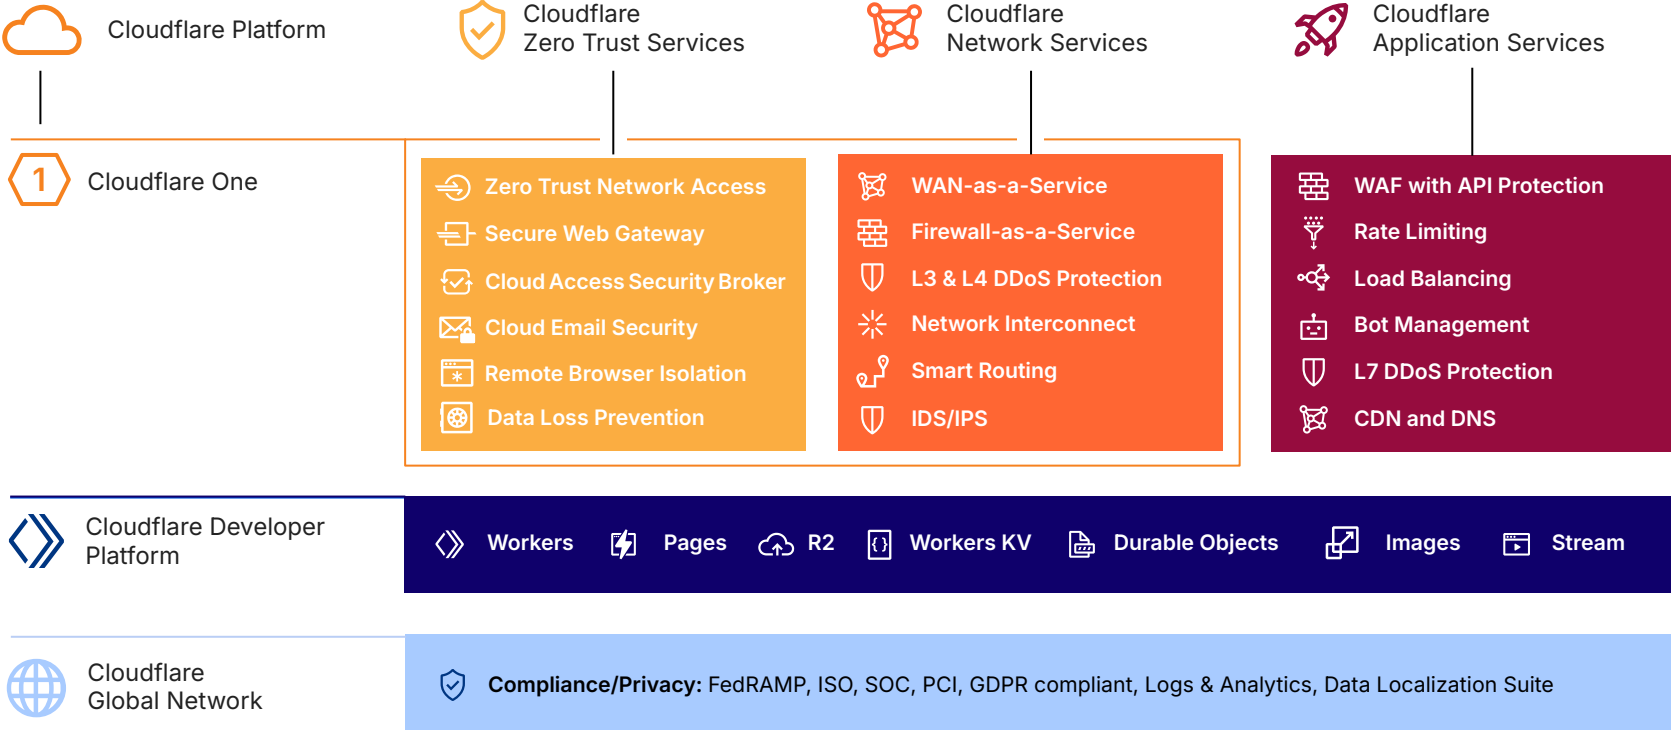 Cloudflare Platform
Cloudflare
Zero Trust Services
Cloudflare
Network Services
Cloudflare
Application Services
1
Cloudflare One
Zero Trust Network Access
Secure Web Gateway
Cloud Access Security Broker
Cloud Email Security
Remote Browser Isolation
Data Loss Prevention
WAN-as-a-Service
Firewall-as-a-Service
L3 & L4 DDoS Protection
Network Interconnect
Smart Routing
IDS/IPS
WAF with API Protection
Rate Limiting
Load Balancing
Bot Management
L7 DDoS Protection
CDN and DNS
Cloudflare Developer
Platform
Workers
Pages
R2
Workers KV
Durable Objects
Images
Stream
Cloudflare
Global Network
Compliance/Privacy: FedRAMP, ISO, SOC, PCI, GDPR compliant, Logs & Analytics, Data Localization Suite